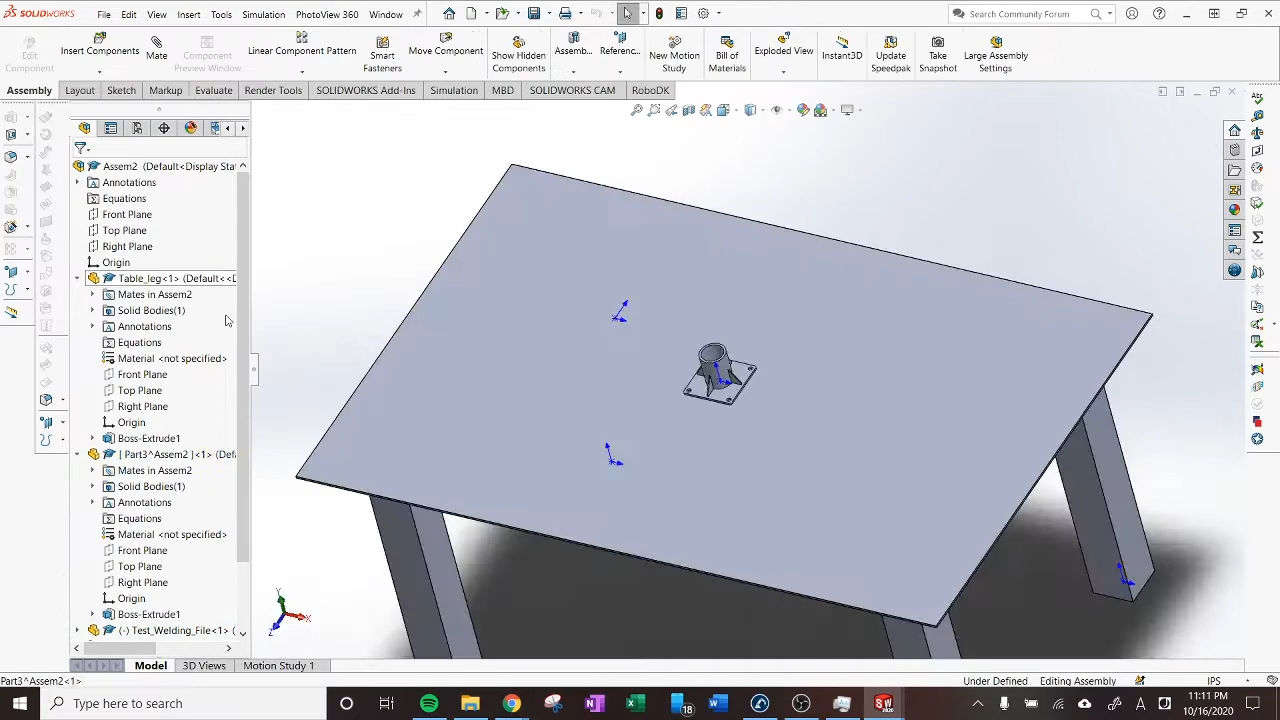 SOLIDWORKS File Edit View Insert Tools Simulation PhotoView 360 Window Search Community Forum
Edit Component
Insert Components
Mate
Component Preview Window
Linear Component Pattern
Smart Fasteners
Move Component
Show Hidden Components
Assemb...
Referenc...
New Motion Study
Bill of Materials
Exploded View
Instant3D
Update Speedpak
Take Snapshot
Large Assembly Settings
Assembly Layout Sketch Markup Evaluate Render Tools SOLIDWORKS Add-Ins Simulation MBD SOLIDWORKS CAM RoboDK
Assem2 (Default<Display Sta
Annotations
Equations
Front Plane
Top Plane
Right Plane
Origin
Table_leg<1> (Default<<D
Mates in Assem2
Solid Bodies(1)
Annotations
Equations
Material <not specified>
Front Plane
Top Plane
Right Plane
Origin
Boss-Extrude1
[ Part3^Assem2 ]<1> (Def
Mates in Assem2
Solid Bodies(1)
Annotations
Equations
Material <not specified>
Front Plane
Top Plane
Right Plane
Origin
Boss-Extrude1
(-) Test_Welding_File<1> (
Y
X
Z
Model 3D Views Motion Study 1
Part3^Assem2<1> Under Defined Editing Assembly IPS
Type here to search
18
11:11 PM
10/16/2020